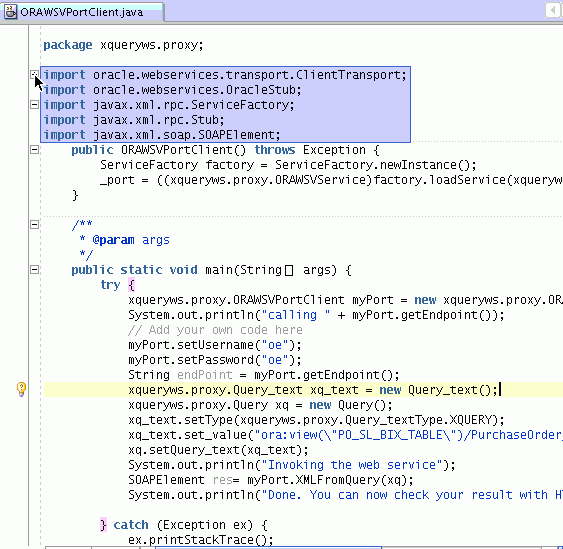 ORAWSVPortClient.java
package xqueryws.proxy;
import oracle.webservices.transport.ClientTransport;
import oracle.webservices.OracleStub;
import javax.xml.rpc.ServiceFactory;
import javax.xml.rpc.Stub;
import javax.xml.soap.SOAPElement;
public ORAWSVPortClient() throws Exception {
ServiceFactory factory = ServiceFactory.newInstance();
_port = ((xqueryws.proxy.ORAWSVService)factory.loadService(xqueryw
}
/**
* @param args
*/
public static void main(String[] args) {
try {
xqueryws.proxy.ORAWSVPortClient myPort = new xqueryws.proxy.ORA
System.out.println("calling " + myPort.getEndpoint());
// Add your own code here
myPort.setUsername("oe");
myPort.setPassword("oe");
String endPoint = myPort.getEndpoint();
xqueryws.proxy.Query_text xq_text = new Query_text();
xqueryws.proxy.Query xq = new Query();
xq_text.setType(xqueryws.proxy.Query_textType.XQUERY);
xq_text.set_value("ora:view(\"PO_SL_BIX_TABLE\")/PurchaseOrder
xq.setQuery_text(xq_text);
System.out.println("Invoking the web service");
SOAPElement res= myPort.XMLFromQuery(xq);
System.out.println("Done. You can now check your result with H
} catch (Exception ex) {
ex.printStackTrace();